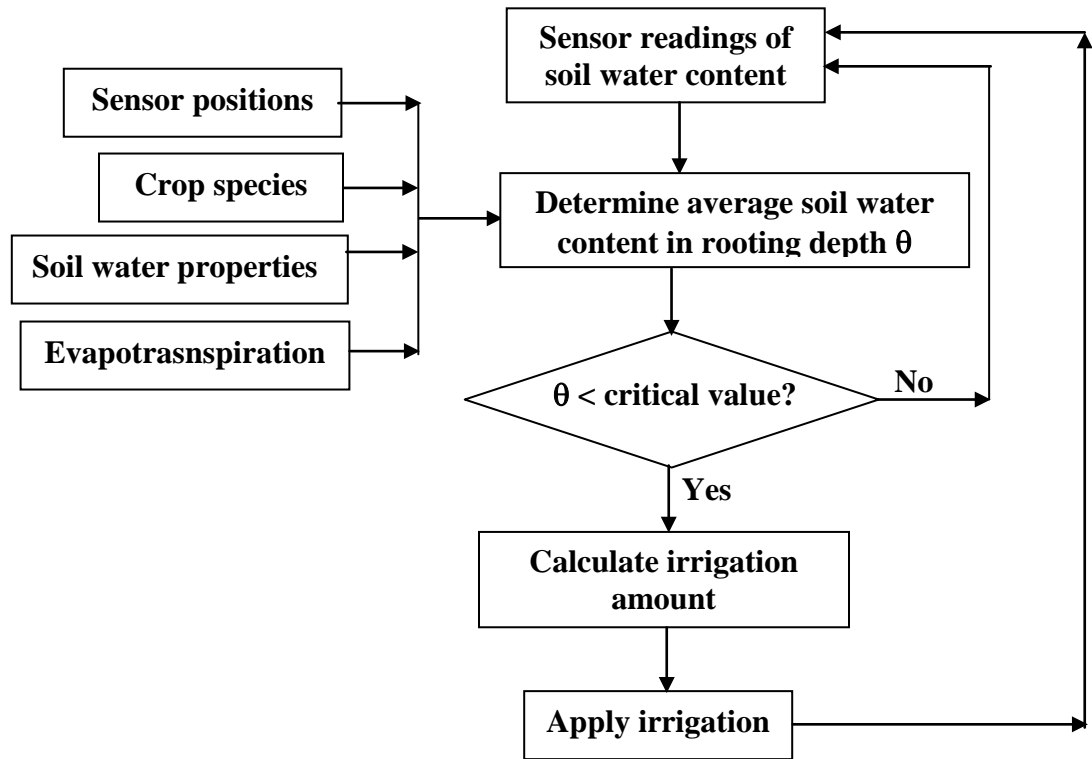 Sensor readings of
soil water content
Sensor positions
Crop species
Soil water properties
Evapotrasnspiration
Determine average soil water
content in rooting depth θ
θ < critical value?
No
Yes
Calculate irrigation
amount
Apply irrigation